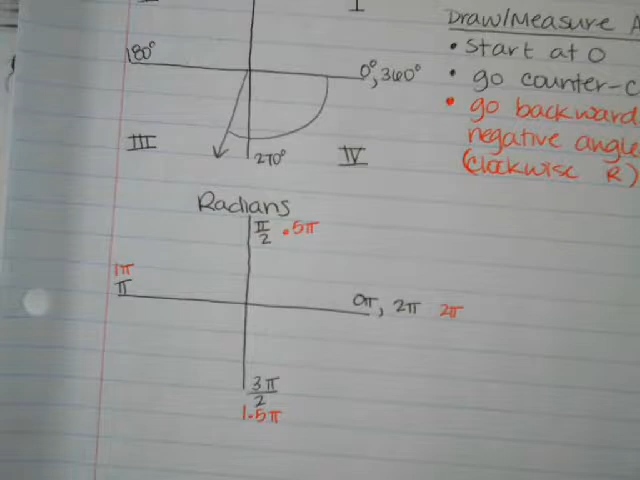 I
Draw/Measure
180°
0°, 360°
• Start at 0
• go counter-
• go backward
negative angle
(clockwise R)
III
270°
IV
Radians
π/2 .5π
1π
π
0π, 2π 2π
3π/2
1.5π